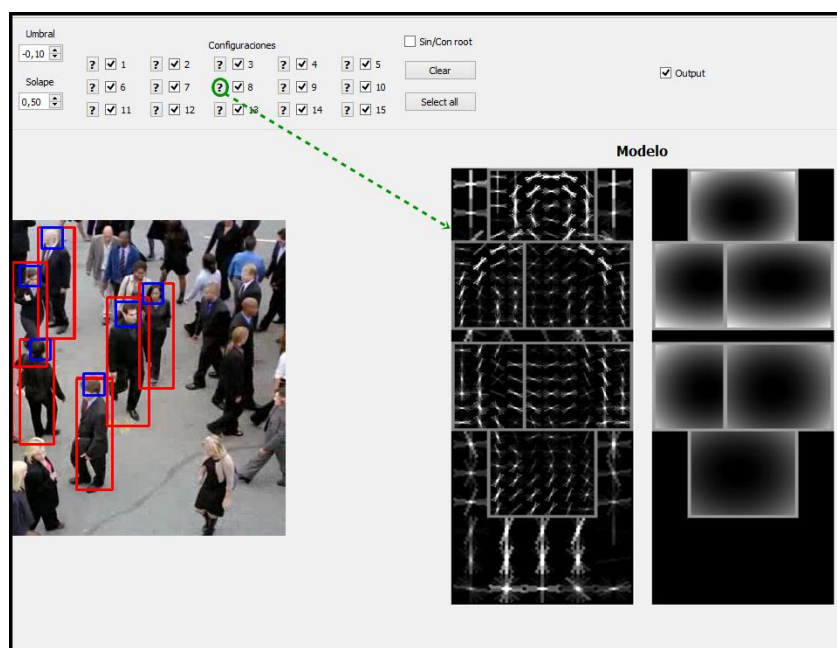 Umbral
-0,10
Configuraciones
Sin/Con root
? 1 ? 2 ? 3 ? 4 ? 5
Clear
Output
Solape
? 6 ? 7 ? 8 ? 9 ? 10
0,50
Select all
? 11 ? 12 ? 13 ? 14 ? 15
Modelo